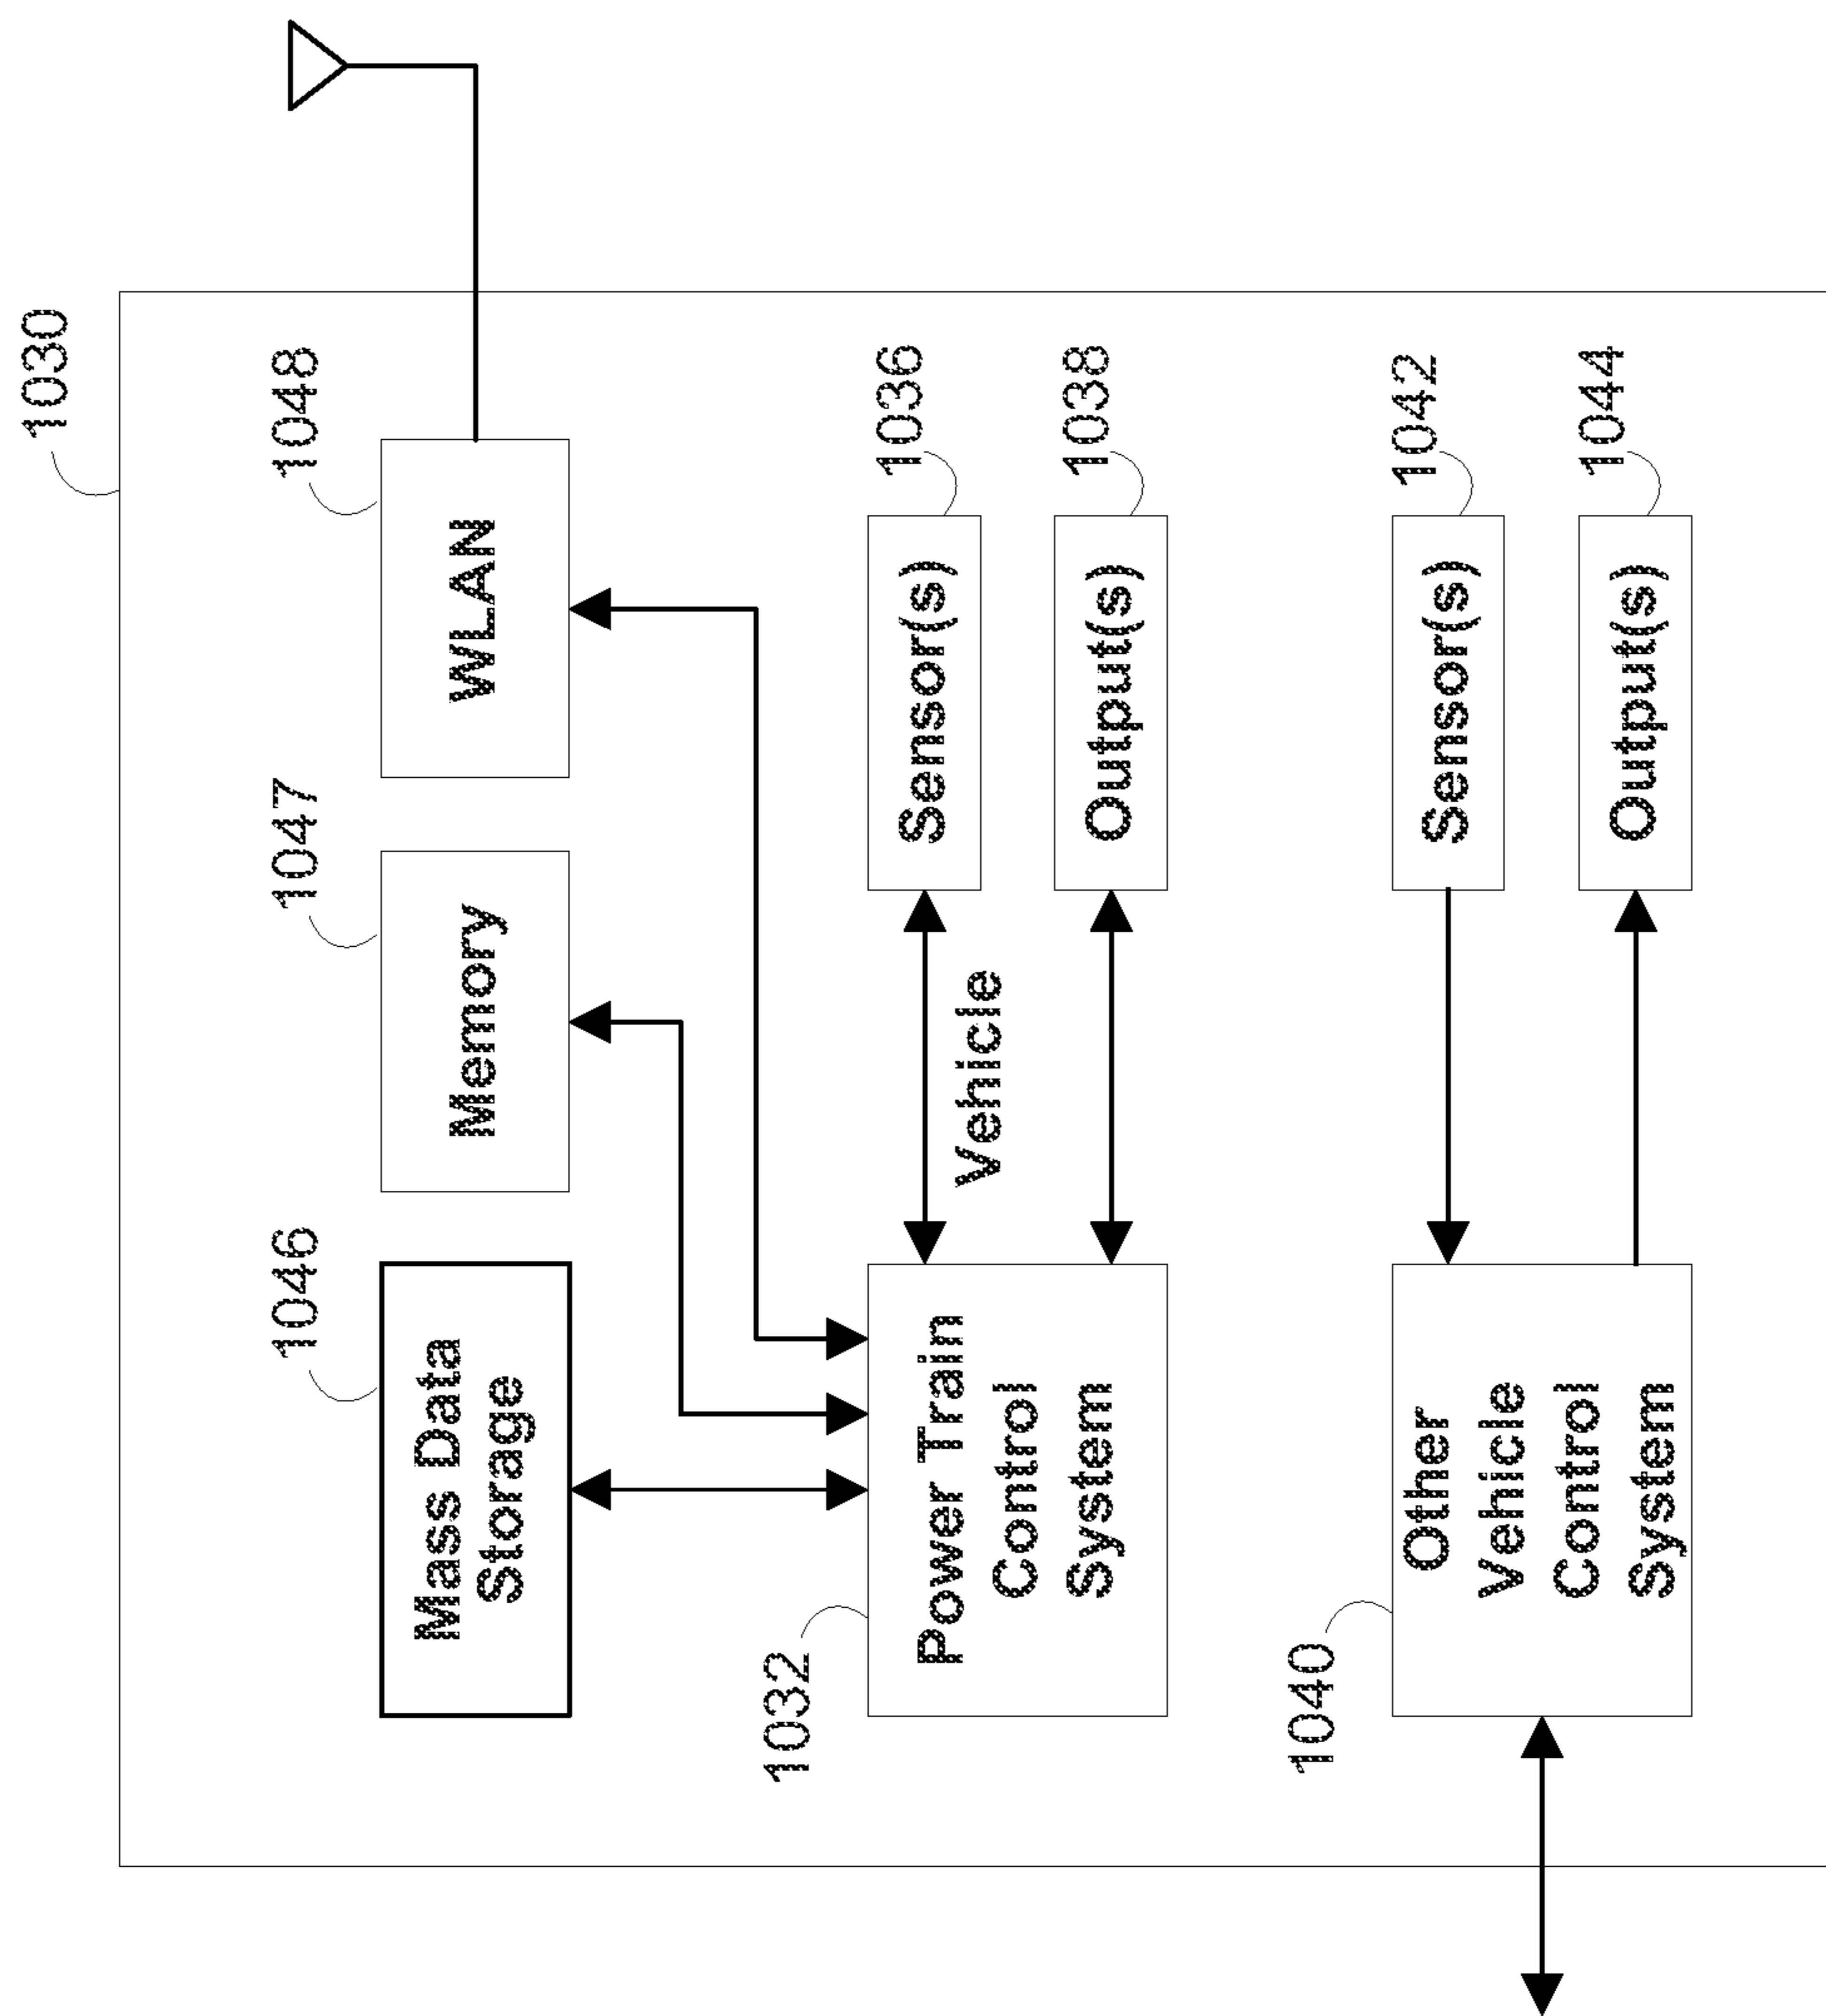 1030
1046
1047
1048
Mass Data
Storage
Memory
WLAN
1032
1036
Power Train
Control
System
Sensor(s)
Vehicle
1038
Output(s)
1040
1042
Other
Vehicle
Control
System
Sensor(s)
1044
Output(s)